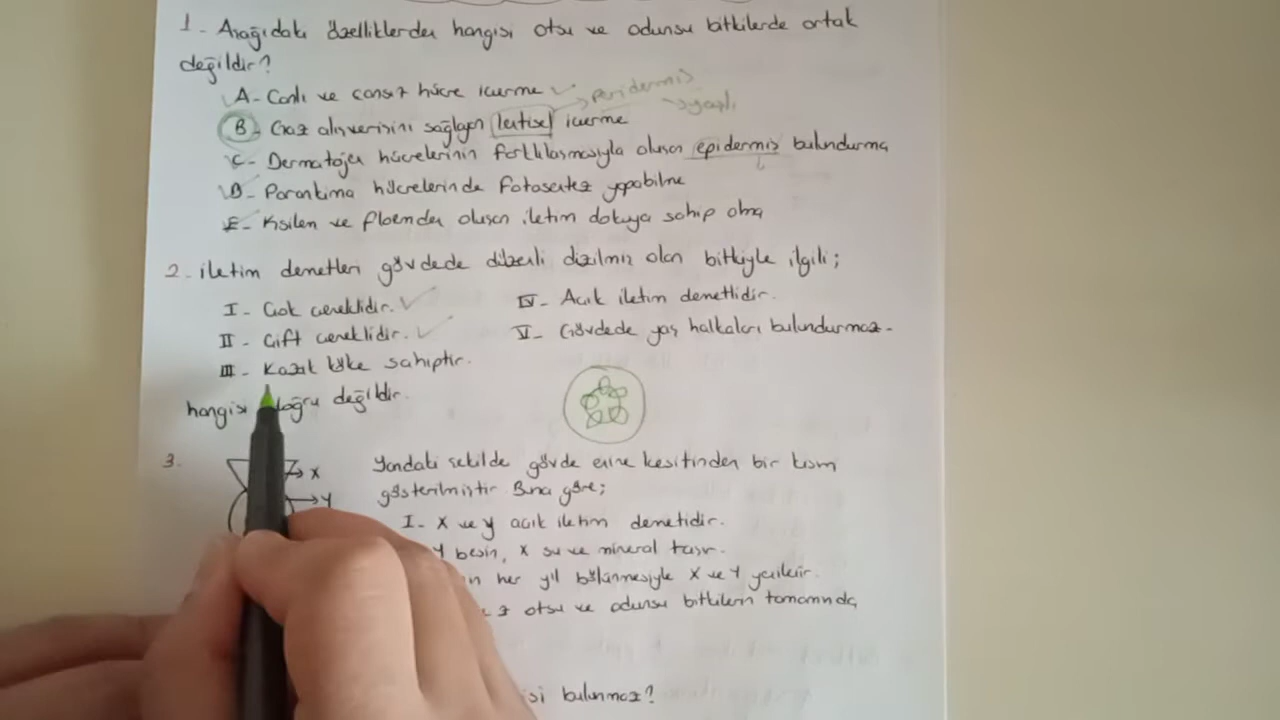 1 - Aşağıdaki özelliklerden hangisi otsu ve odunsu bitkilerde ortak
değildir?
A - Canlı ve cansız hücre içerme
peridermis
yaşlı
B - Gaz alışverişini sağlayan lentisel içerme
C - Dermatojen hücrelerinin farklılaşmasıyla oluşan epidermis bulundurma
D - Parankima hücrelerinde fotosentez yapabilme
E - Ksilem ve floemden oluşan iletim dokuya sahip olma
2 - iletim demetleri gövdede düzenli dizilmiş olan bitkiyle ilgili;
I - Çok çeneklidir.
IV - Açık iletim demetlidir.
II - Çift çeneklidir.
V - Gövdede yaş halkaları bulundurmaz.
III - Kazık köke sahiptir.
hangisi doğru değildir.
3.
X
Y
Yandaki şekilde gövde enine kesitinden bir kısım
gösterilmiştir. Buna göre;
I - X ve Y açık iletim demetidir.
Y besin, X su ve mineral taşır.
her yıl bölünmesiyle X ve Y yenilenir.
otsu ve odunsu bitkilerin tamamında
bulunmaz?